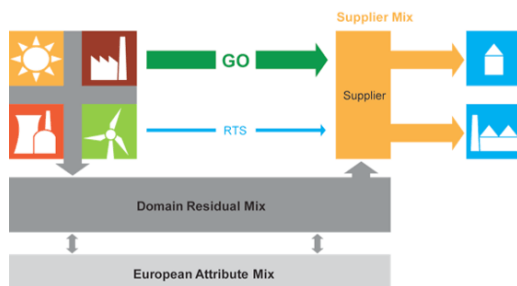 Supplier Mix
GO
Supplier
RTS
Domain Residual Mix
European Attribute Mix